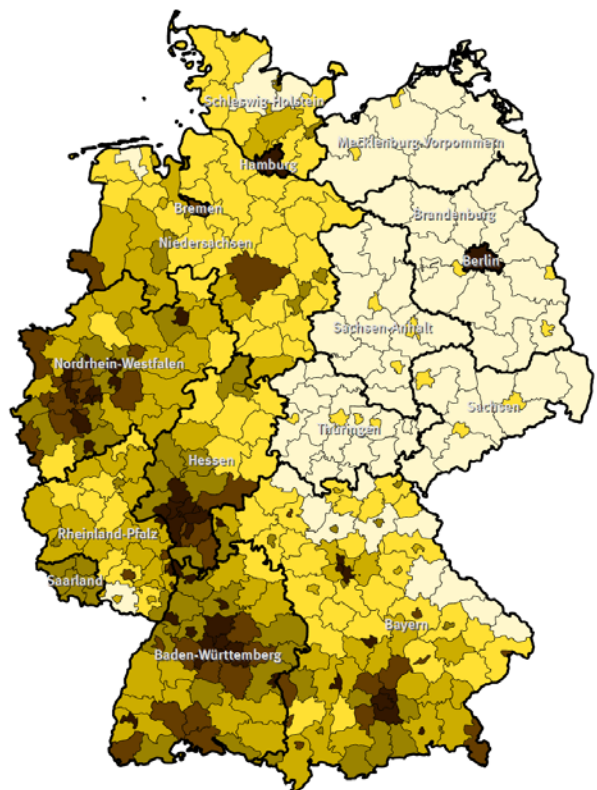 Schleswig-Holstein
Mecklenburg-Vorpommern
Hamburg
Bremen
Brandenburg
Niedersachsen
Berlin
Sachsen-Anhalt
Nordrhein-Westfalen
Sachsen
Thüringen
Hessen
Rheinland-Pfalz
Saarland
Bayern
Baden-Württemberg